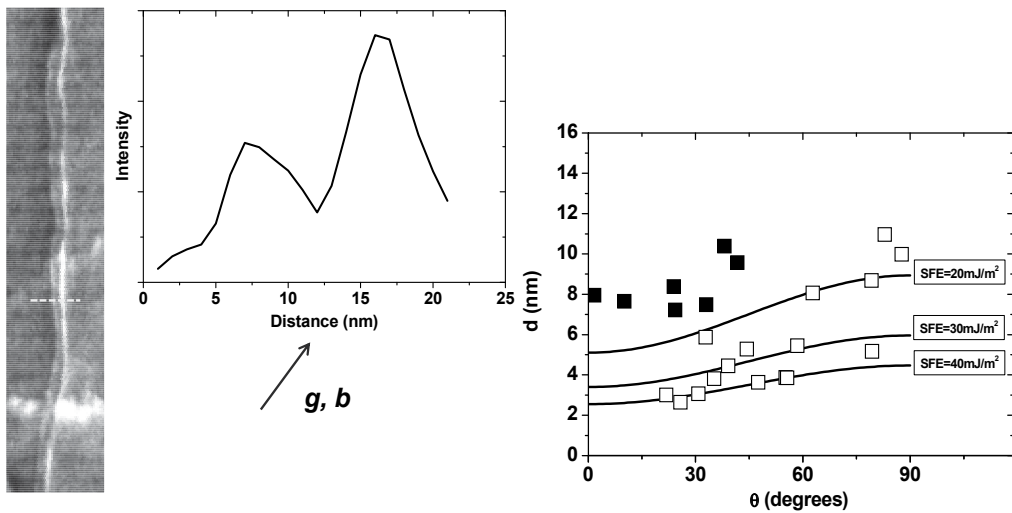 Intensity
0 5 10 15 20 25
Distance (nm)
g, b
16
14
12
10
8
6
4
2
0
d (nm)
SFE=20mJ/m²
SFE=30mJ/m²
SFE=40mJ/m²
0 30 60 90
θ (degrees)